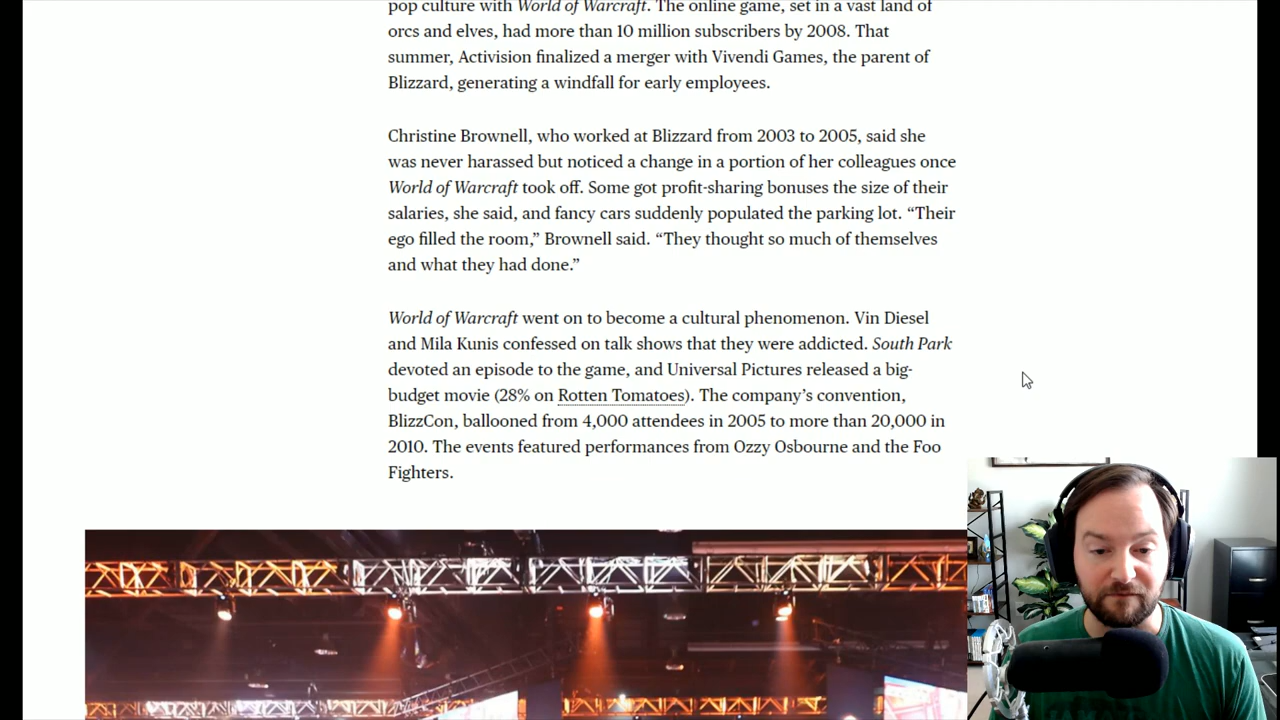 pop culture with World of Warcraft. The online game, set in a vast land of
orcs and elves, had more than 10 million subscribers by 2008. That
summer, Activision finalized a merger with Vivendi Games, the parent of
Blizzard, generating a windfall for early employees.
Christine Brownell, who worked at Blizzard from 2003 to 2005, said she
was never harassed but noticed a change in a portion of her colleagues once
World of Warcraft took off. Some got profit-sharing bonuses the size of their
salaries, she said, and fancy cars suddenly populated the parking lot. “Their
ego filled the room,” Brownell said. “They thought so much of themselves
and what they had done.”
World of Warcraft went on to become a cultural phenomenon. Vin Diesel
and Mila Kunis confessed on talk shows that they were addicted. South Park
devoted an episode to the game, and Universal Pictures released a big-
budget movie (28% on Rotten Tomatoes). The company’s convention,
BlizzCon, ballooned from 4,000 attendees in 2005 to more than 20,000 in
2010. The events featured performances from Ozzy Osbourne and the Foo
Fighters.